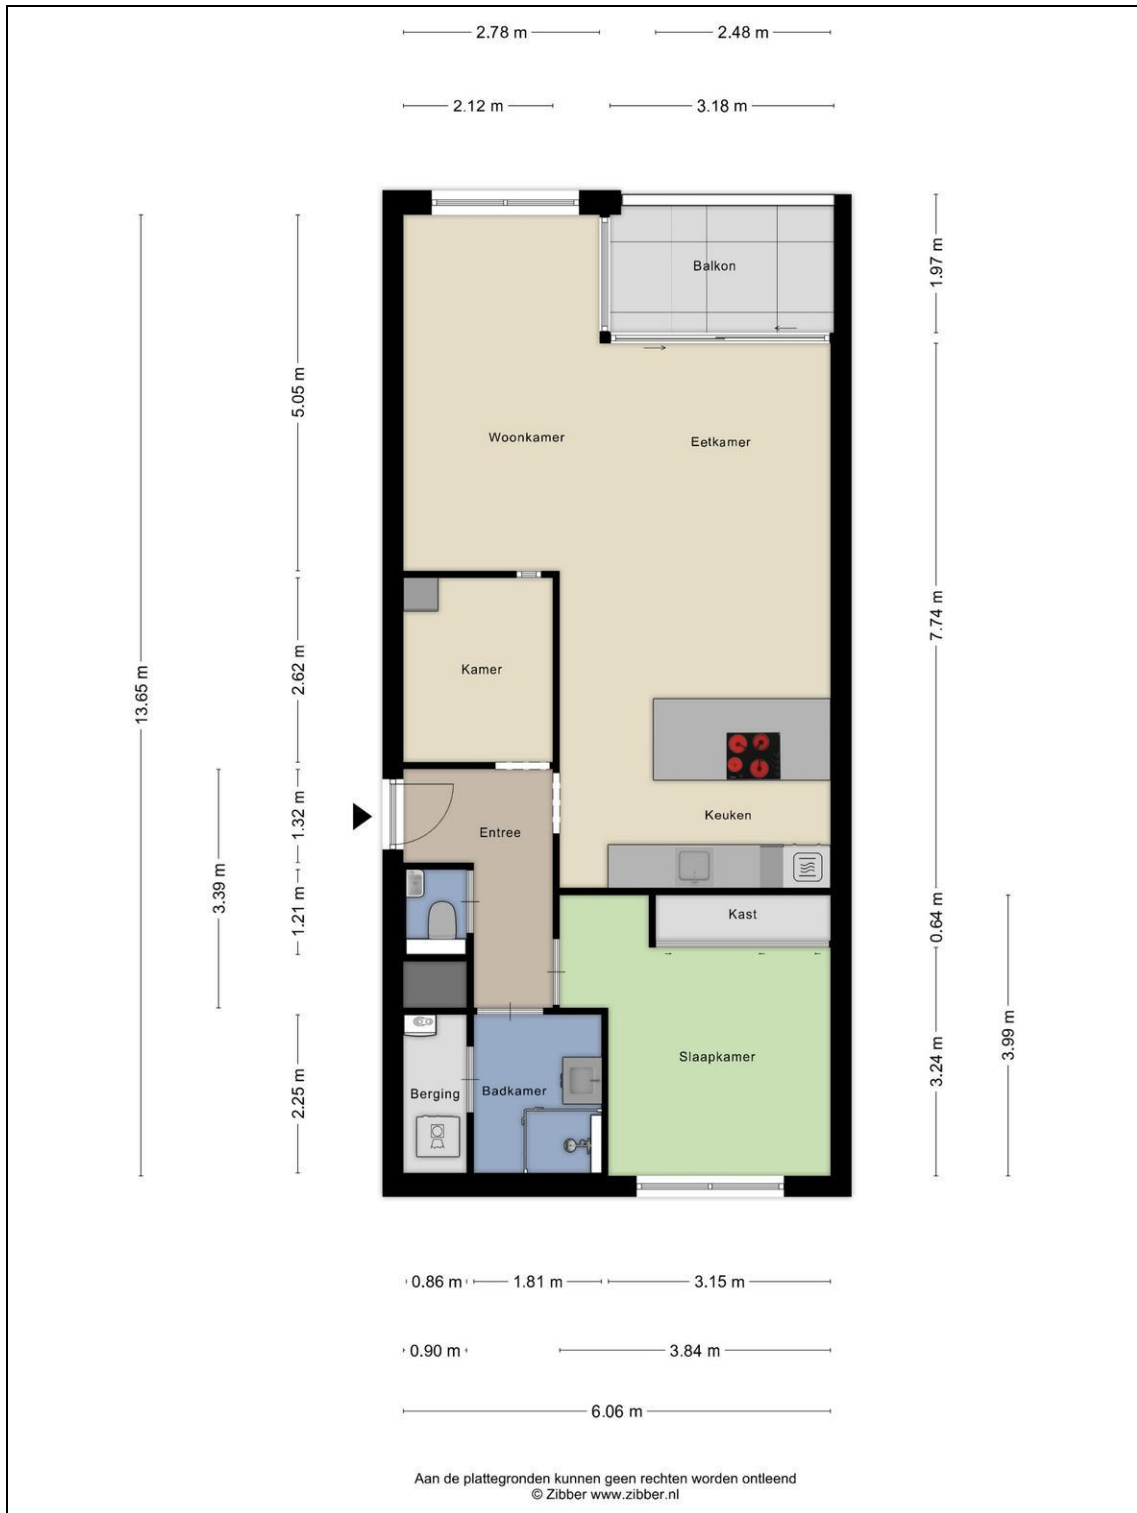 2.78 m
2.48 m
2.12 m
3.18 m
Balkon
1.97 m
5.05 m
Woonkamer
Eetkamer
7.74 m
2.62 m
Kamer
13.65 m
1.32 m
Entree
Keuken
3.39 m
1.21 m
Kast
0.64 m
Slaapkamer
3.24 m
3.99 m
2.25 m
Berging
Badkamer
0.86 m
1.81 m
3.15 m
0.90 m
3.84 m
6.06 m
Aan de plattegronden kunnen geen rechten worden ontleend
© Zibber www.zibber.nl